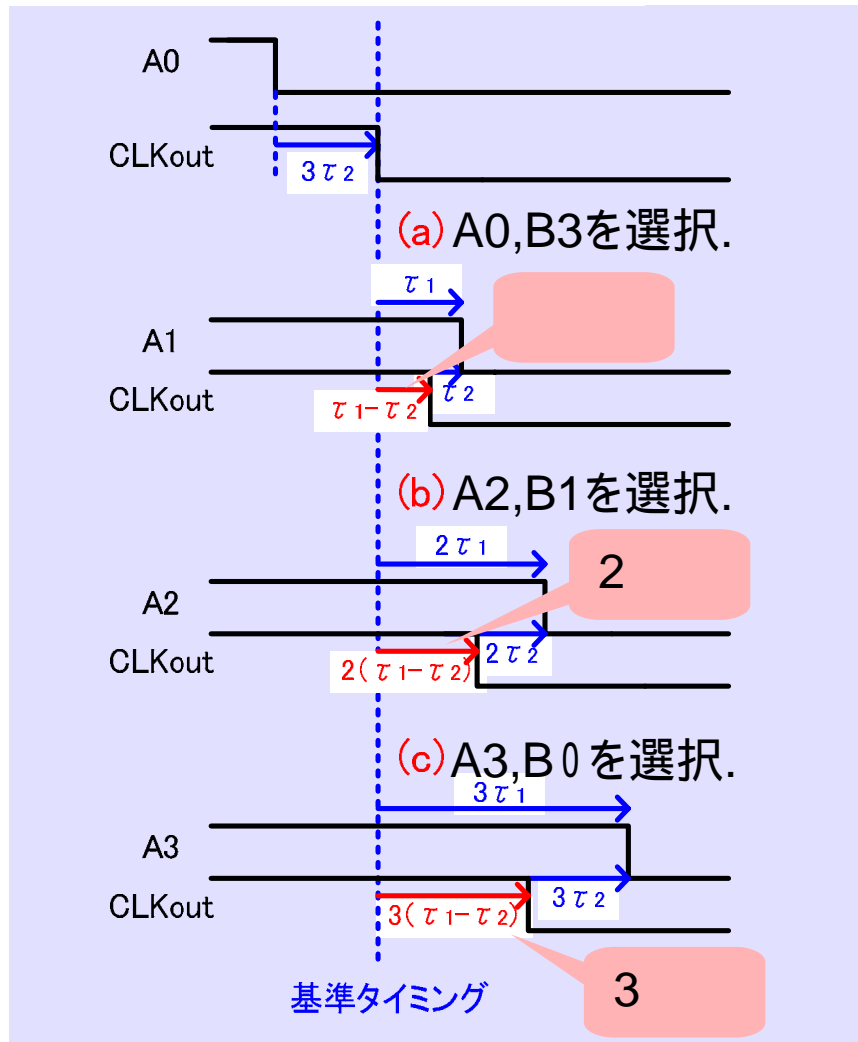 A0
CLKout
3τ2
(a) A0,B3を選択.
τ1
A1
CLKout
τ1-τ2
τ2
(b) A2,B1を選択.
2τ1
2
A2
CLKout
2τ2
2(τ1-τ2)
(c) A3,B0を選択.
3τ1
A3
CLKout
3τ2
3(τ1-τ2)
3
基準タイミング